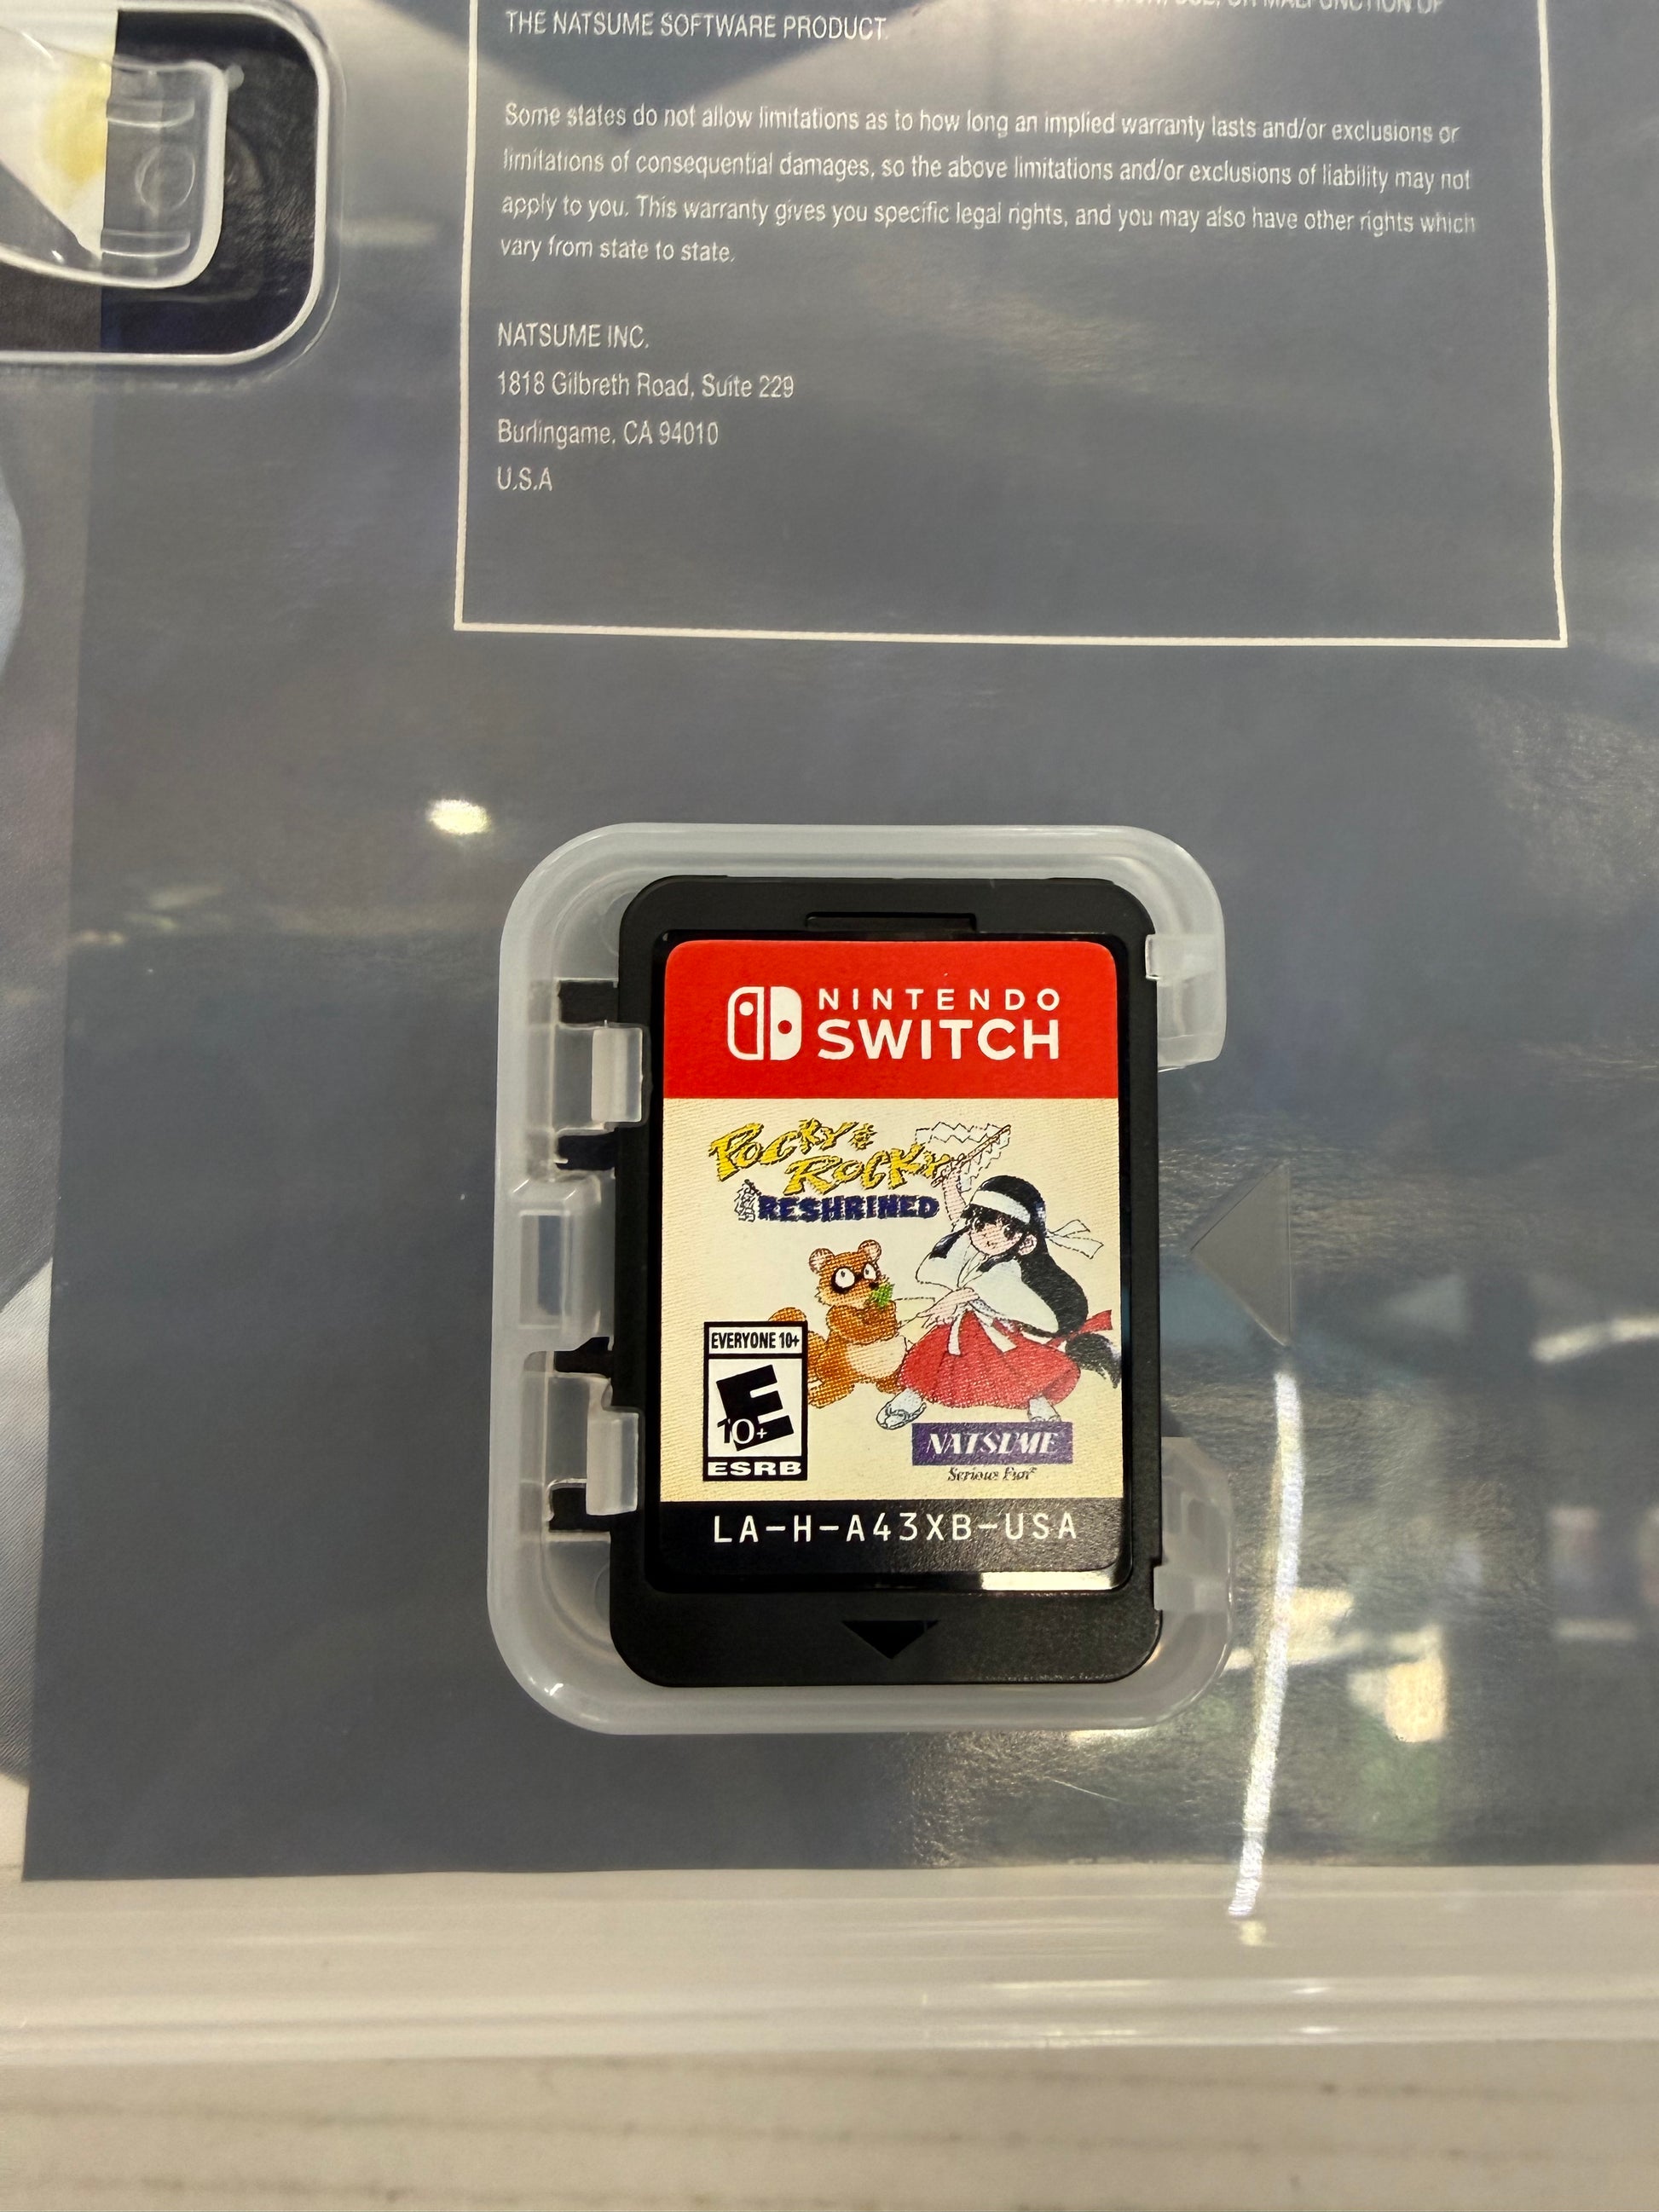 OR MALFUNCTION OF
THE NATSUME SOFTWARE PRODUCT.
Some states do not allow limitations as to how long an implied warranty lasts and/or exclusions or
limitations of consequential damages, so the above limitations and/or exclusions of liability may not
apply to you. This warranty gives you specific legal rights, and you may also have other rights which
vary from state to state.
NATSUME INC.
1818 Gilbreth Road, Suite 229
Burlingame, CA 94010
U.S.A
NINTENDO
SWITCH
POCKY &
ROCKY
RESHRINED
EVERYONE 10+
E
10+
ESRB
NATSUME
Serious Fun®
LA-H-A43XB-USA